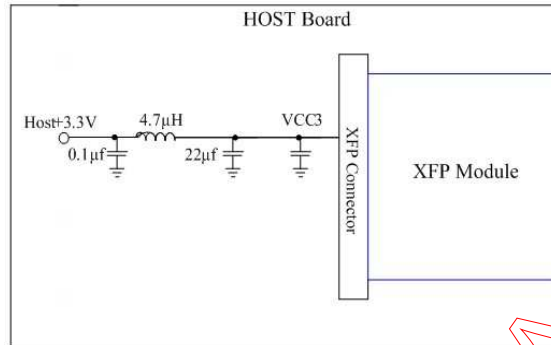 HOST Board
Host+3.3V
4.7µH
VCC3
0.1µf
22µf
XFP Connector
XFP Module